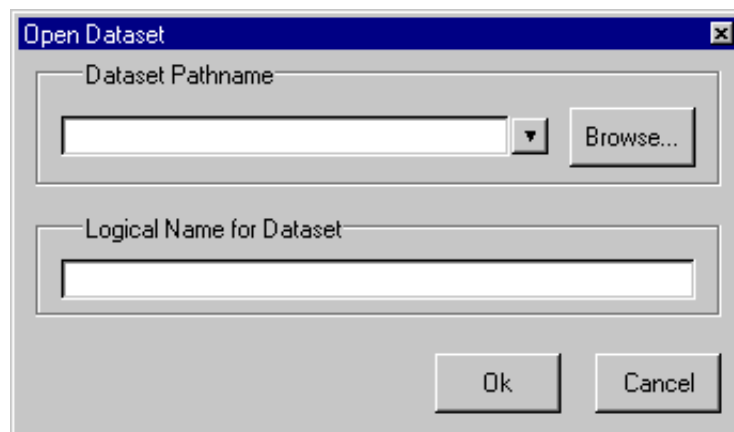 Open Dataset
Dataset Pathname
Browse...
Logical Name for Dataset
Ok
Cancel